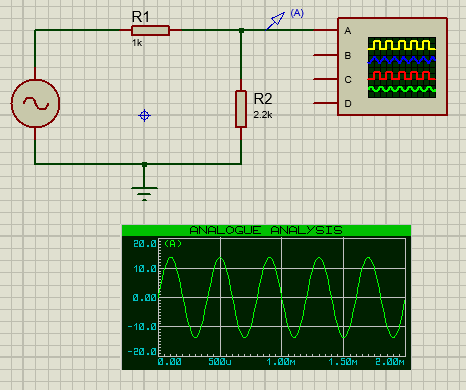 R1
1k
(A)
A
B
C
D
R2
2.2k
ANALOGUE ANALYSIS
20.0
(A)
10.0
0.00
-10.0
-20.0
0.00 500u 1.00m 1.50m 2.00m